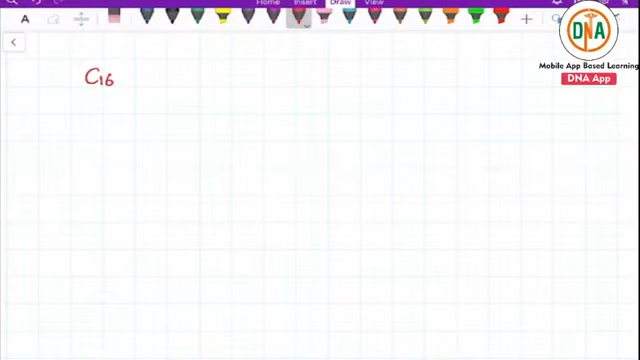 Home Insert Draw View
A
DNA
Mobile App Based Learning
DNA App
C16